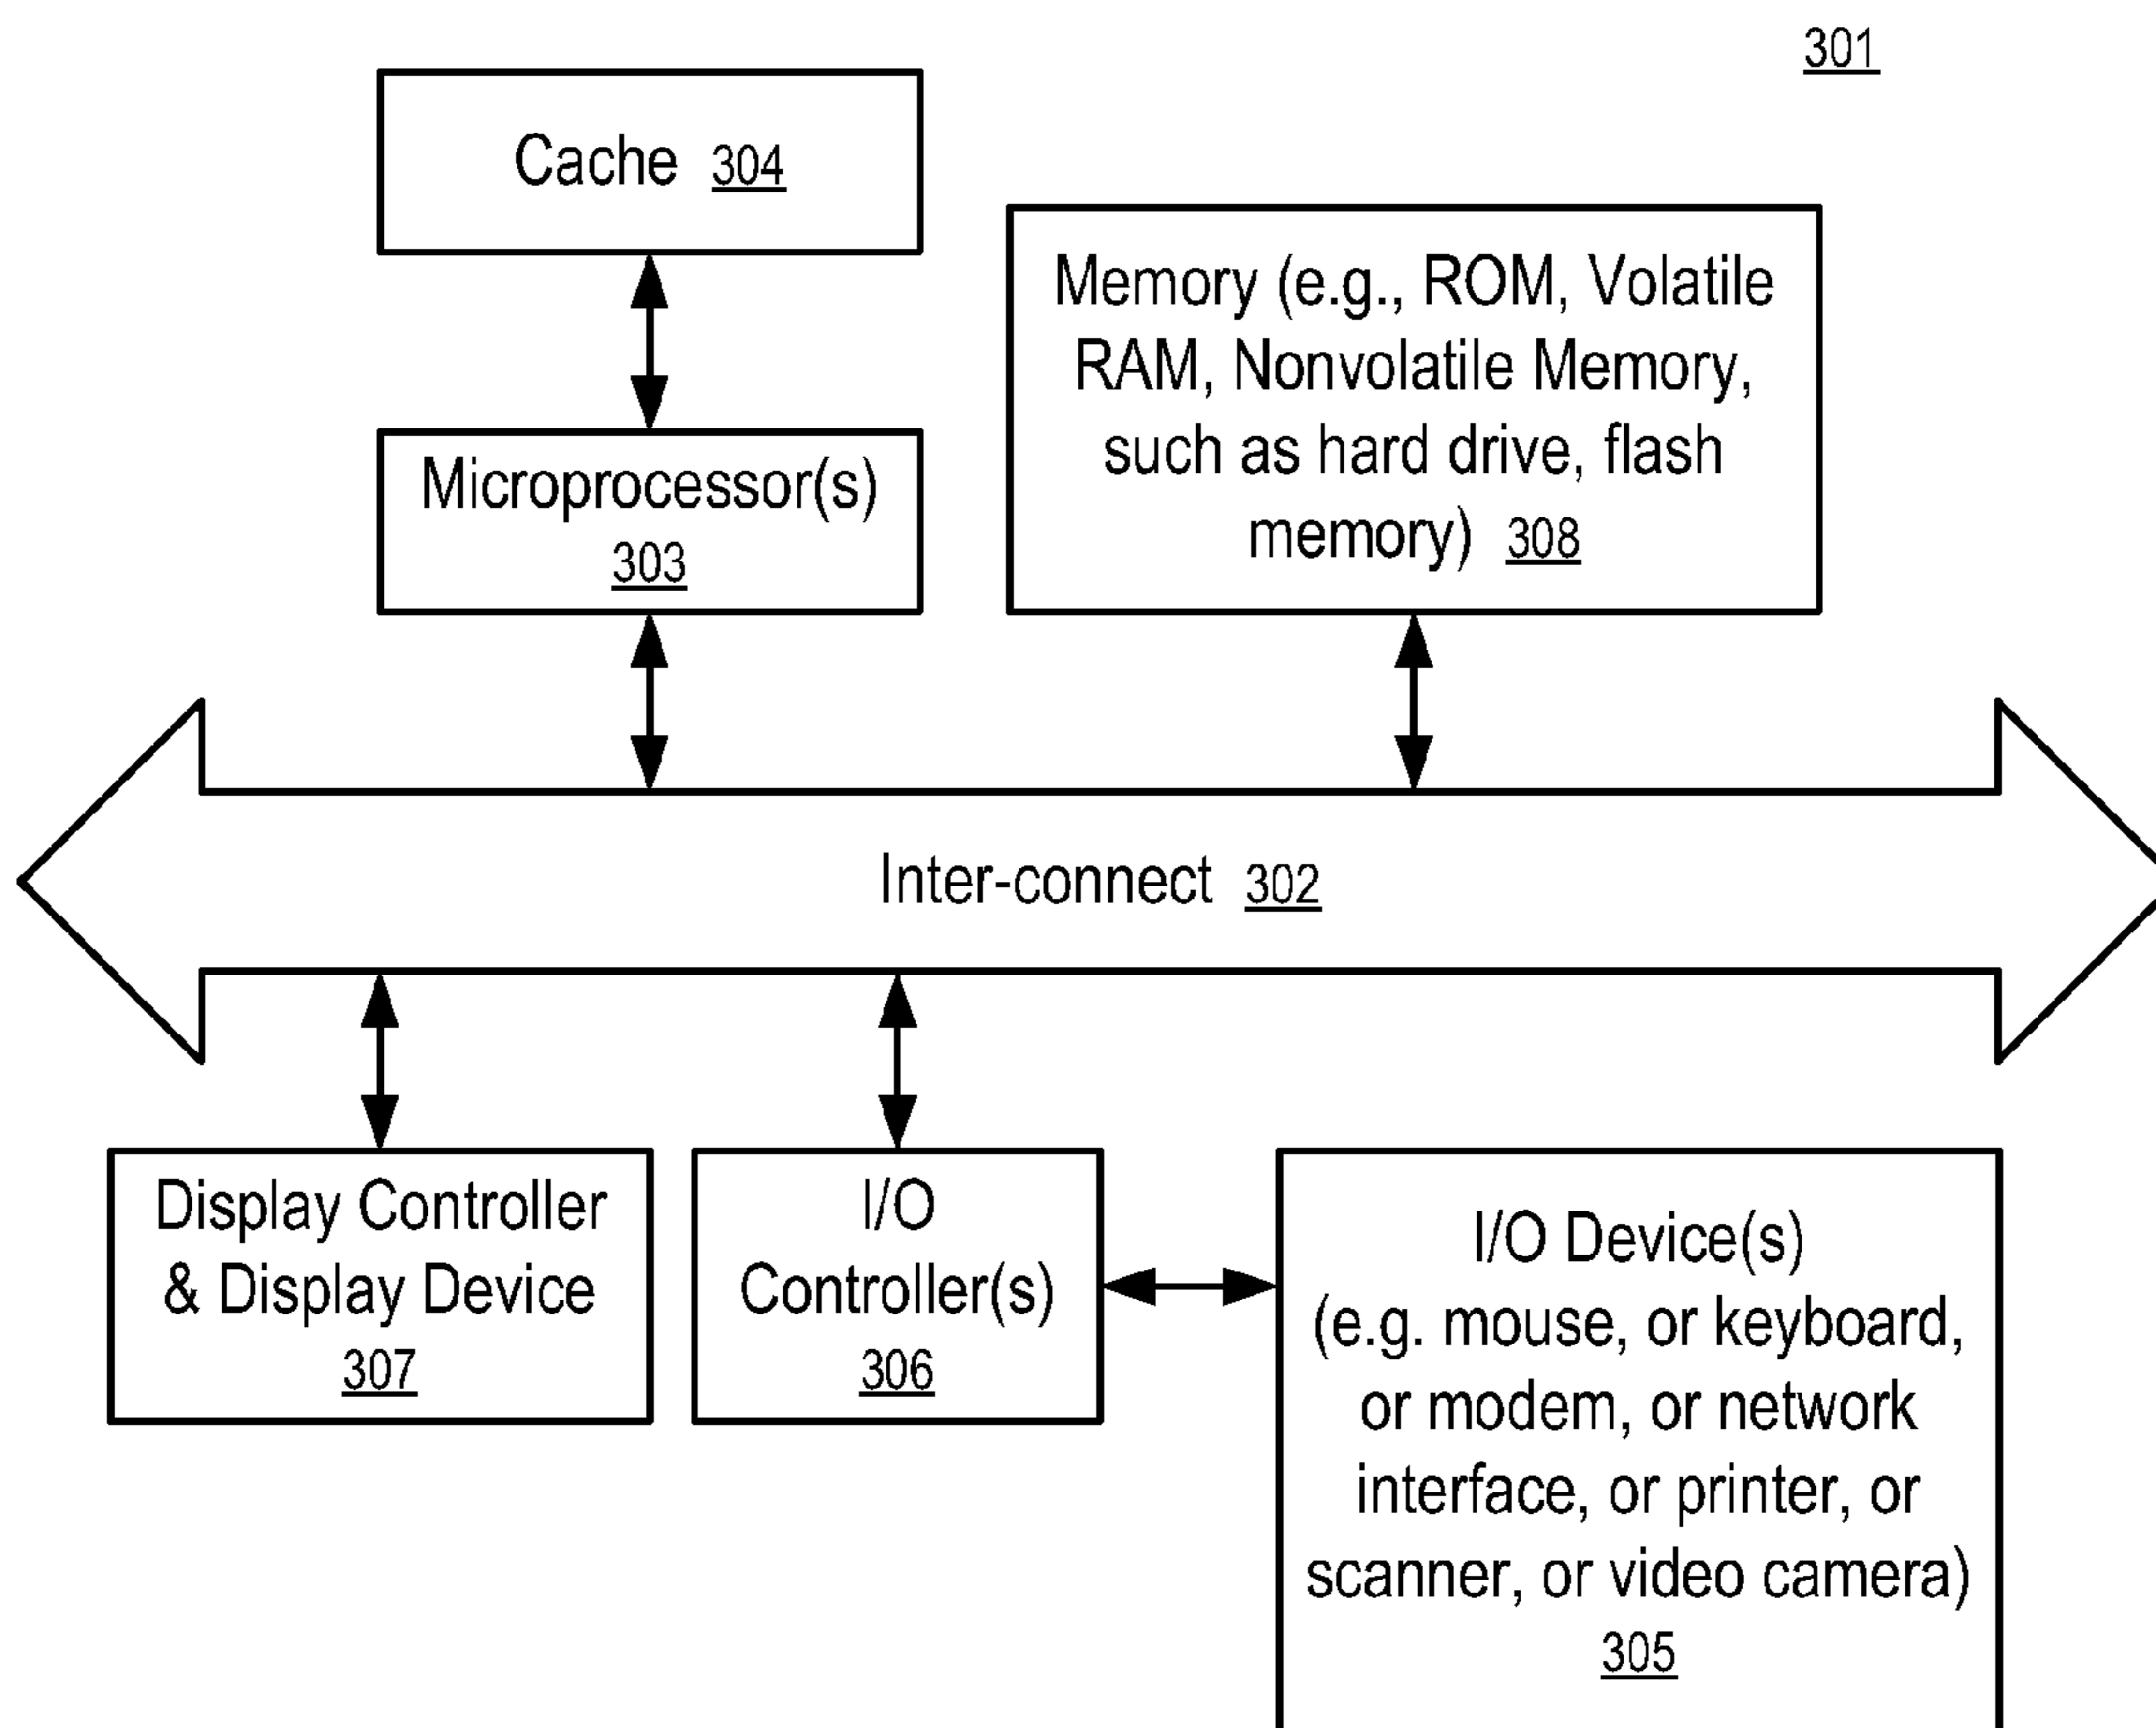 301
Cache 304
Memory (e.g., ROM, Volatile
RAM, Nonvolatile Memory,
such as hard drive, flash
memory) 308
Microprocessor(s)
303
Inter-connect 302
Display Controller
& Display Device
307
I/O
Controller(s)
306
I/O Device(s)
(e.g. mouse, or keyboard,
or modem, or network
interface, or printer, or
scanner, or video camera)
305